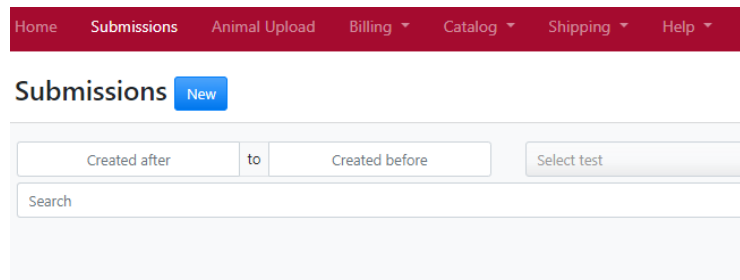 Home Submissions Animal Upload Billing Catalog Shipping Help
Submissions New
Created after to Created before Select test
Search